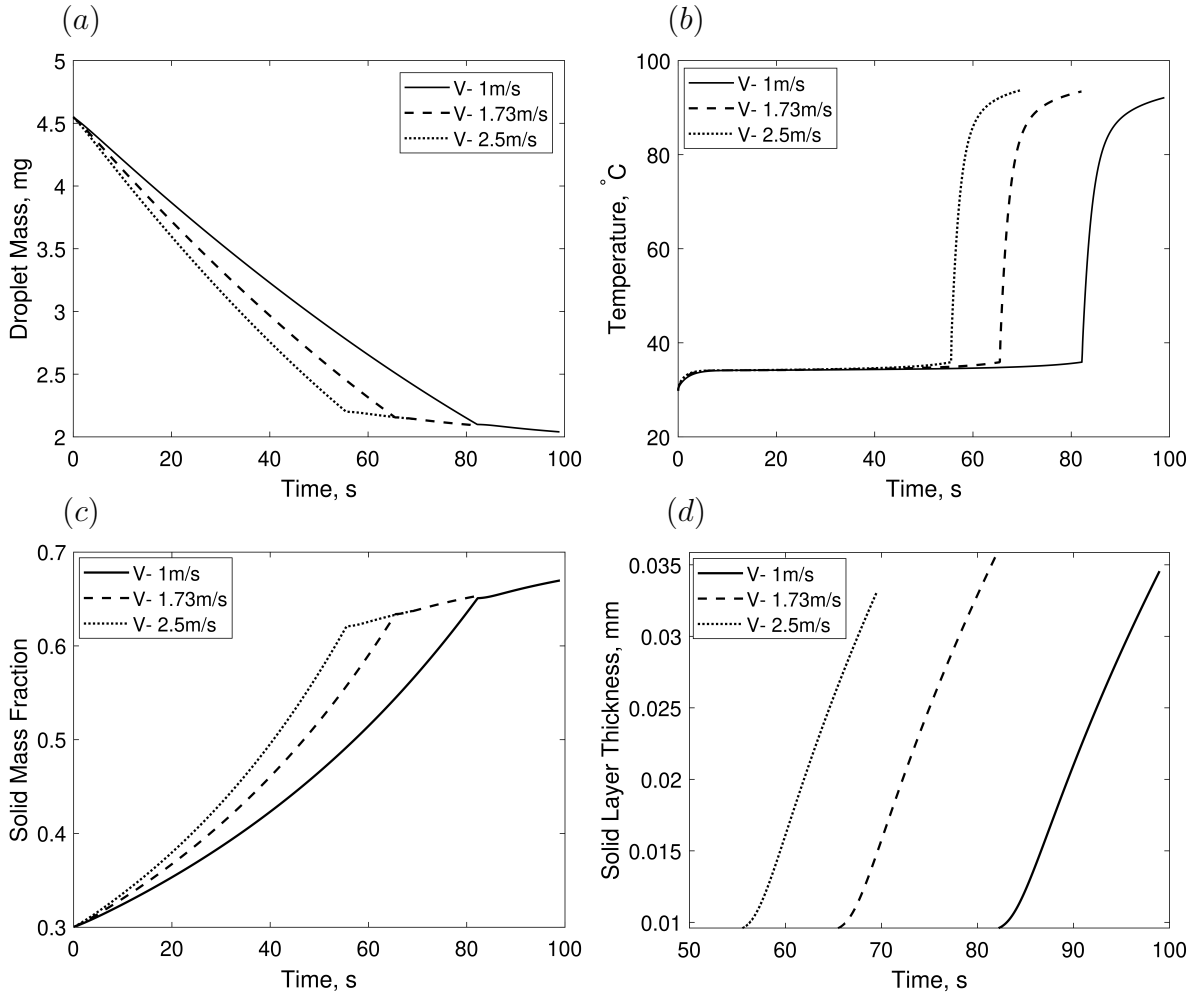 (a)
5
4.5
4
3.5
3
2.5
2
0
20
40
60
80
100
Droplet Mass, mg
Time, s
V- 1m/s
V- 1.73m/s
V- 2.5m/s
(b)
100
80
60
40
20
0
20
40
60
80
100
Temperature, °C
Time, s
V- 1m/s
V- 1.73m/s
V- 2.5m/s
(c)
0.7
0.6
0.5
0.4
0.3
0
20
40
60
80
100
Solid Mass Fraction
Time, s
V- 1m/s
V- 1.73m/s
V- 2.5m/s
(d)
0.035
0.03
0.025
0.02
0.015
0.01
50
60
70
80
90
100
Solid Layer Thickness, mm
Time, s
V- 1m/s
V- 1.73m/s
V- 2.5m/s